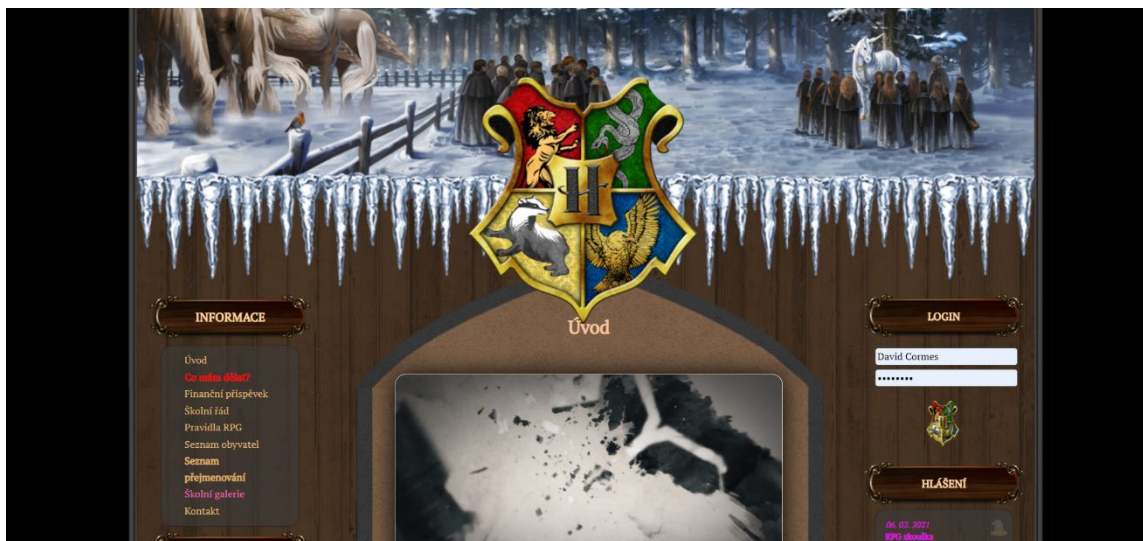 H
Úvod
INFORMACE
Úvod
Co mám dělat?
Finanční příspěvek
Školní řád
Pravidla RPG
Seznam obyvatel
Seznam
přejmenování
Školní galerie
Kontakt
LOGIN
David Cormes
••••••••
HLÁŠENÍ
06. 02. 2021
RPG zkouška